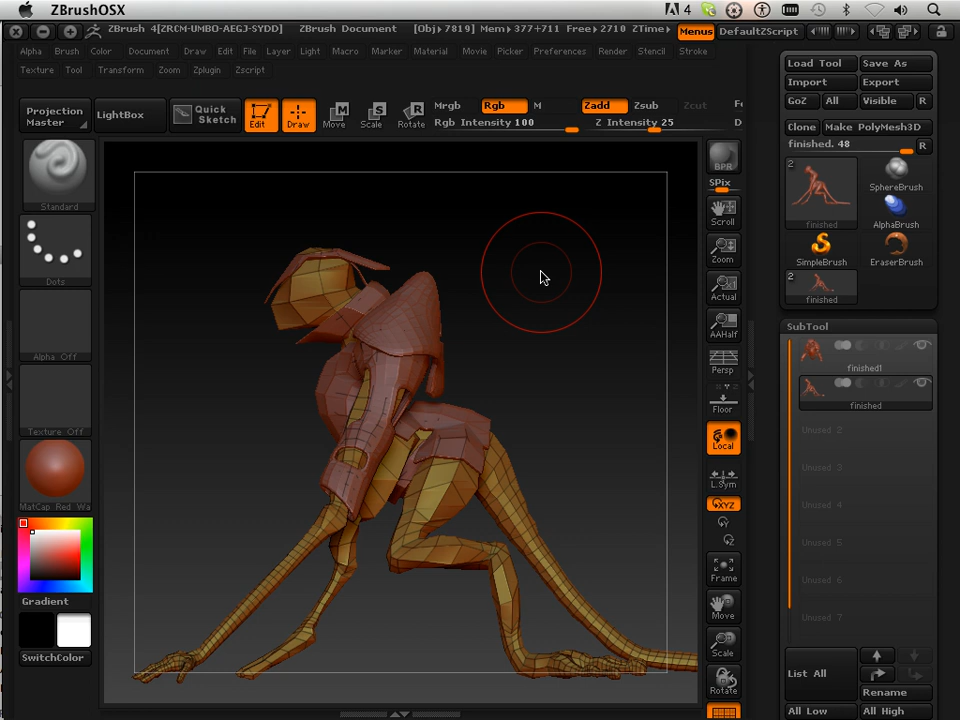 ZBrushOSX
4
ZBrush 4[ZRCM-UMBO-AEGJ-SYDD] ZBrush Document [Obj▸7819] Mem▸377+711 Free▸2710 ZTime▸ Menus DefaultZScript
Alpha Brush Color Document Draw Edit File Layer Light Macro Marker Material Movie Picker Preferences Render Stencil Stroke
Texture Tool Transform Zoom Zplugin Zscript
Projection Master
LightBox
Quick Sketch
Edit
Draw
Move
Scale
Rotate
Mrgb Rgb M Zadd Zsub Zcut
Rgb Intensity 100 Z Intensity 25
Standard
Dots
Alpha Off
Texture Off
MatCap Red Wa
Gradient
SwitchColor
BPR
SPix
Scroll
Zoom
Actual
AAHalf
Persp
Floor
Local
L.Sym
XYZ
Frame
Move
Scale
Rotate
Load Tool Save As
Import Export
GoZ All Visible R
Clone Make PolyMesh3D
finished. 48 R
2
finished
SphereBrush
AlphaBrush
SimpleBrush
EraserBrush
2
finished
SubTool
finished1
finished
Unused 2
Unused 3
Unused 4
Unused 5
Unused 6
Unused 7
List All
Rename
All Low All High